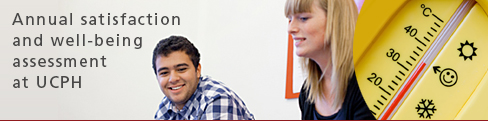 Annual satisfaction
and well-being
assessment
at UCPH
°C
40
30
20